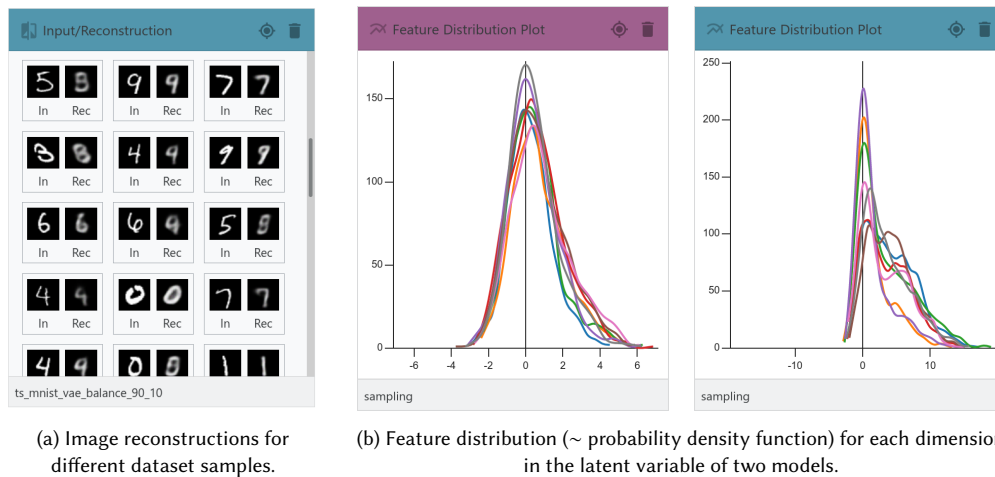 Input/Reconstruction
In Rec In Rec In Rec
In Rec In Rec In Rec
In Rec In Rec In Rec
In Rec In Rec In Rec
ts_mnist_vae_balance_90_10
(a) Image reconstructions for
different dataset samples.
Feature Distribution Plot
150
100
50
0
-6 -4 -2 0 2 4 6
sampling
Feature Distribution Plot
250
200
150
100
50
0
-10 0 10
sampling
(b) Feature distribution (~ probability density function) for each dimension
in the latent variable of two models.